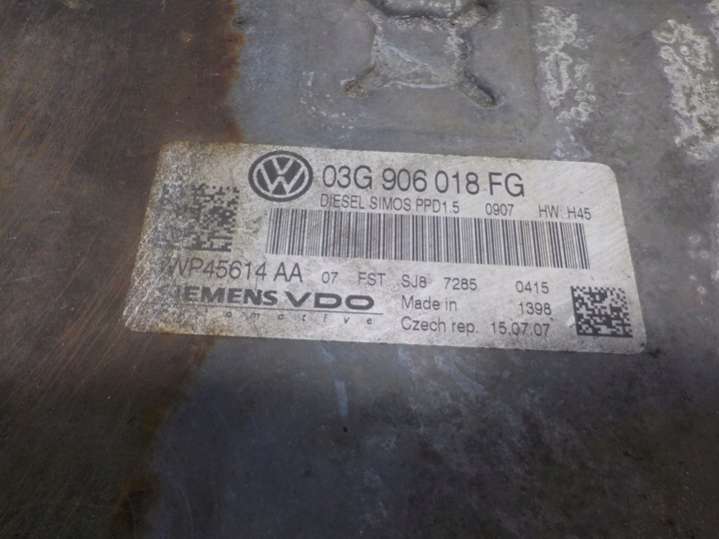 03G 906 018 FG
DIESEL SIMOS PPD1.5 0907 HW H45
WP45614 AA 07 FST SJ8 7285 0415
EMENS VDO Made in 1398
omotive Czech rep. 15.07.07